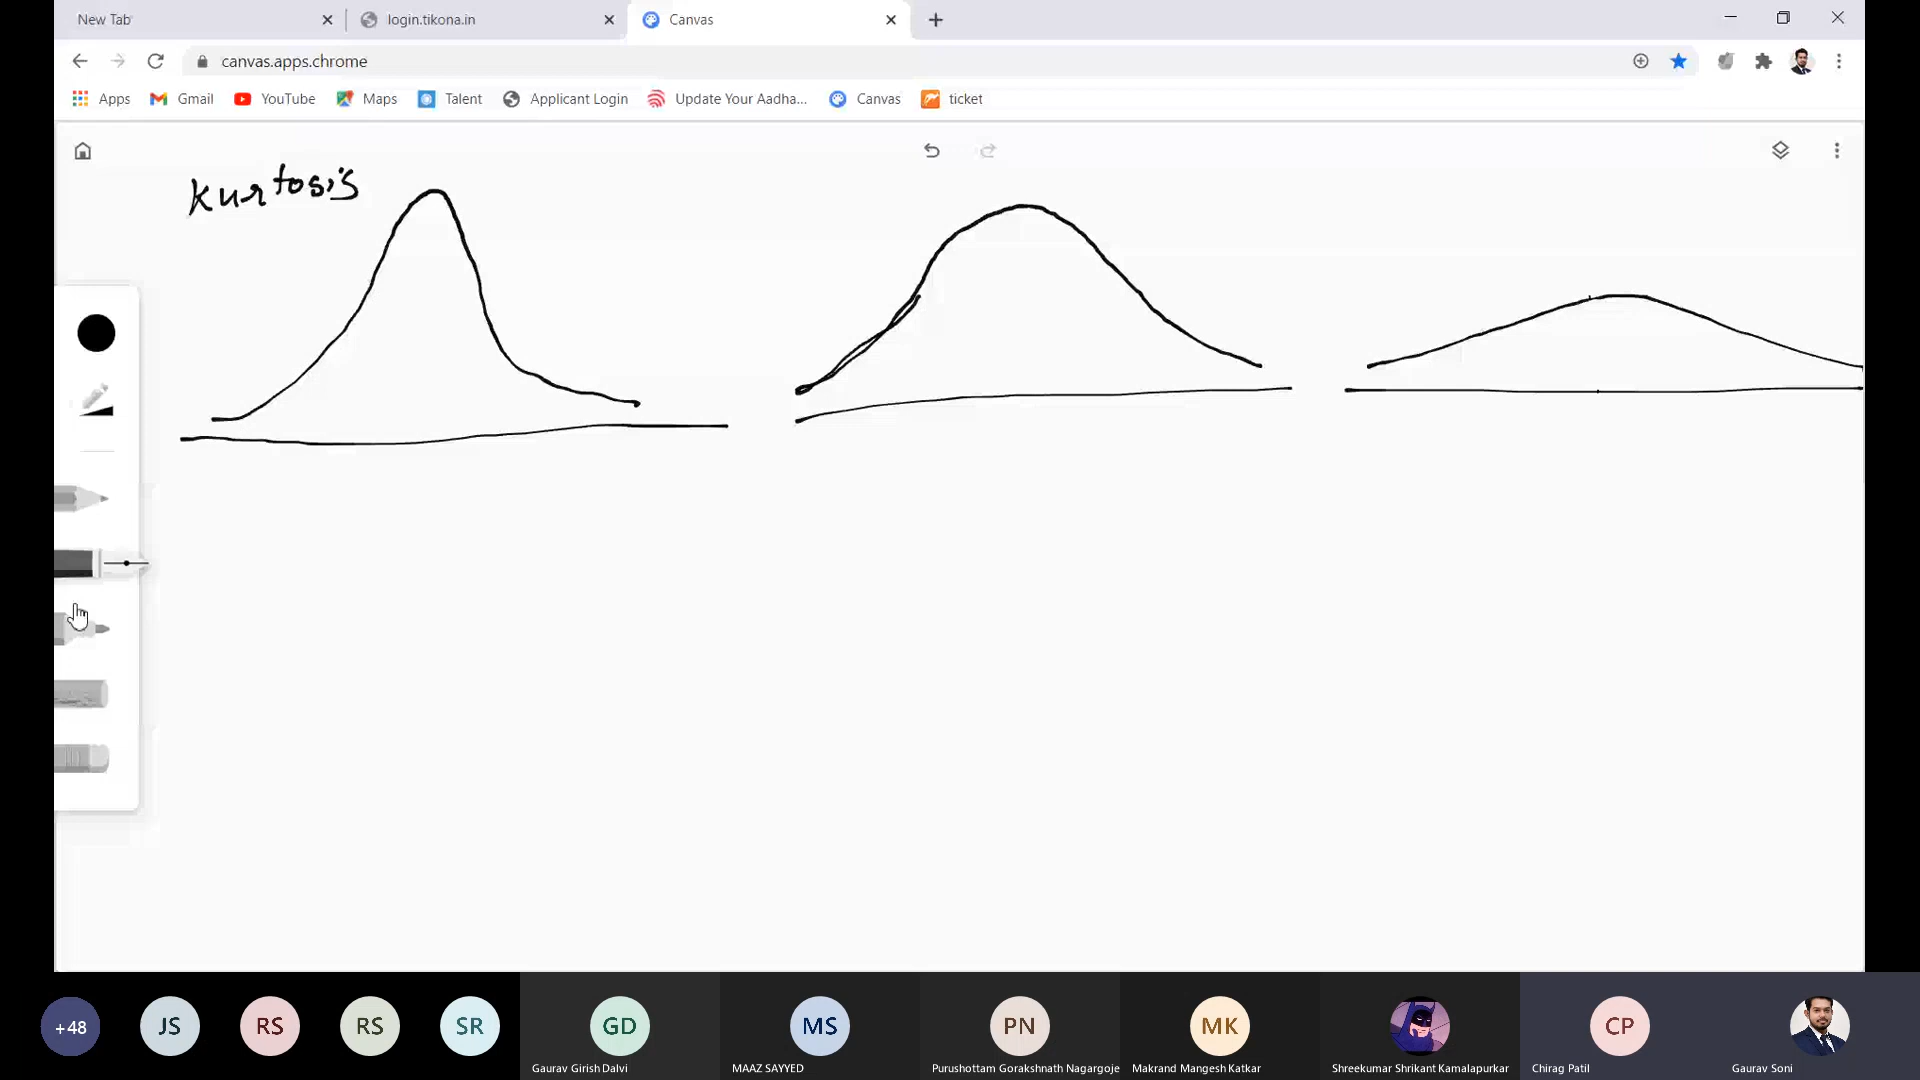 New Tab
login.tikona.in
Canvas
canvas.apps.chrome
Apps
Gmail
YouTube
Maps
Talent
Applicant Login
Update Your Aadha...
Canvas
ticket
Kurtosis
+48
JS
RS
RS
SR
GD
MS
PN
MK
CP
Gaurav Girish Dalvi
MAAZ SAYYED
Purushottam Gorakshnath Nagargoje
Makrand Mangesh Katkar
Shreekumar Shrikant Kamalapurkar
Chirag Patil
Gaurav Soni